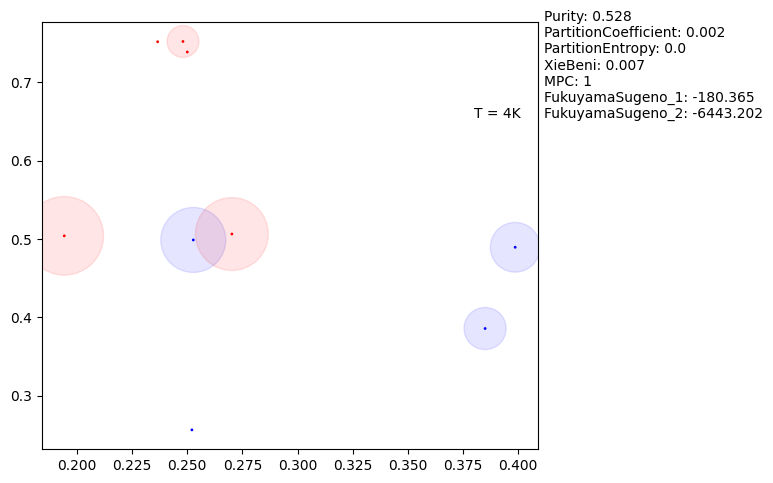 Purity: 0.528
PartitionCoefficient: 0.002
PartitionEntropy: 0.0
XieBeni: 0.007
MPC: 1
FukuyamaSugeno_1: -180.365
FukuyamaSugeno_2: -6443.202
T = 4K
0.7
0.6
0.5
0.4
0.3
0.200 0.225 0.250 0.275 0.300 0.325 0.350 0.375 0.400